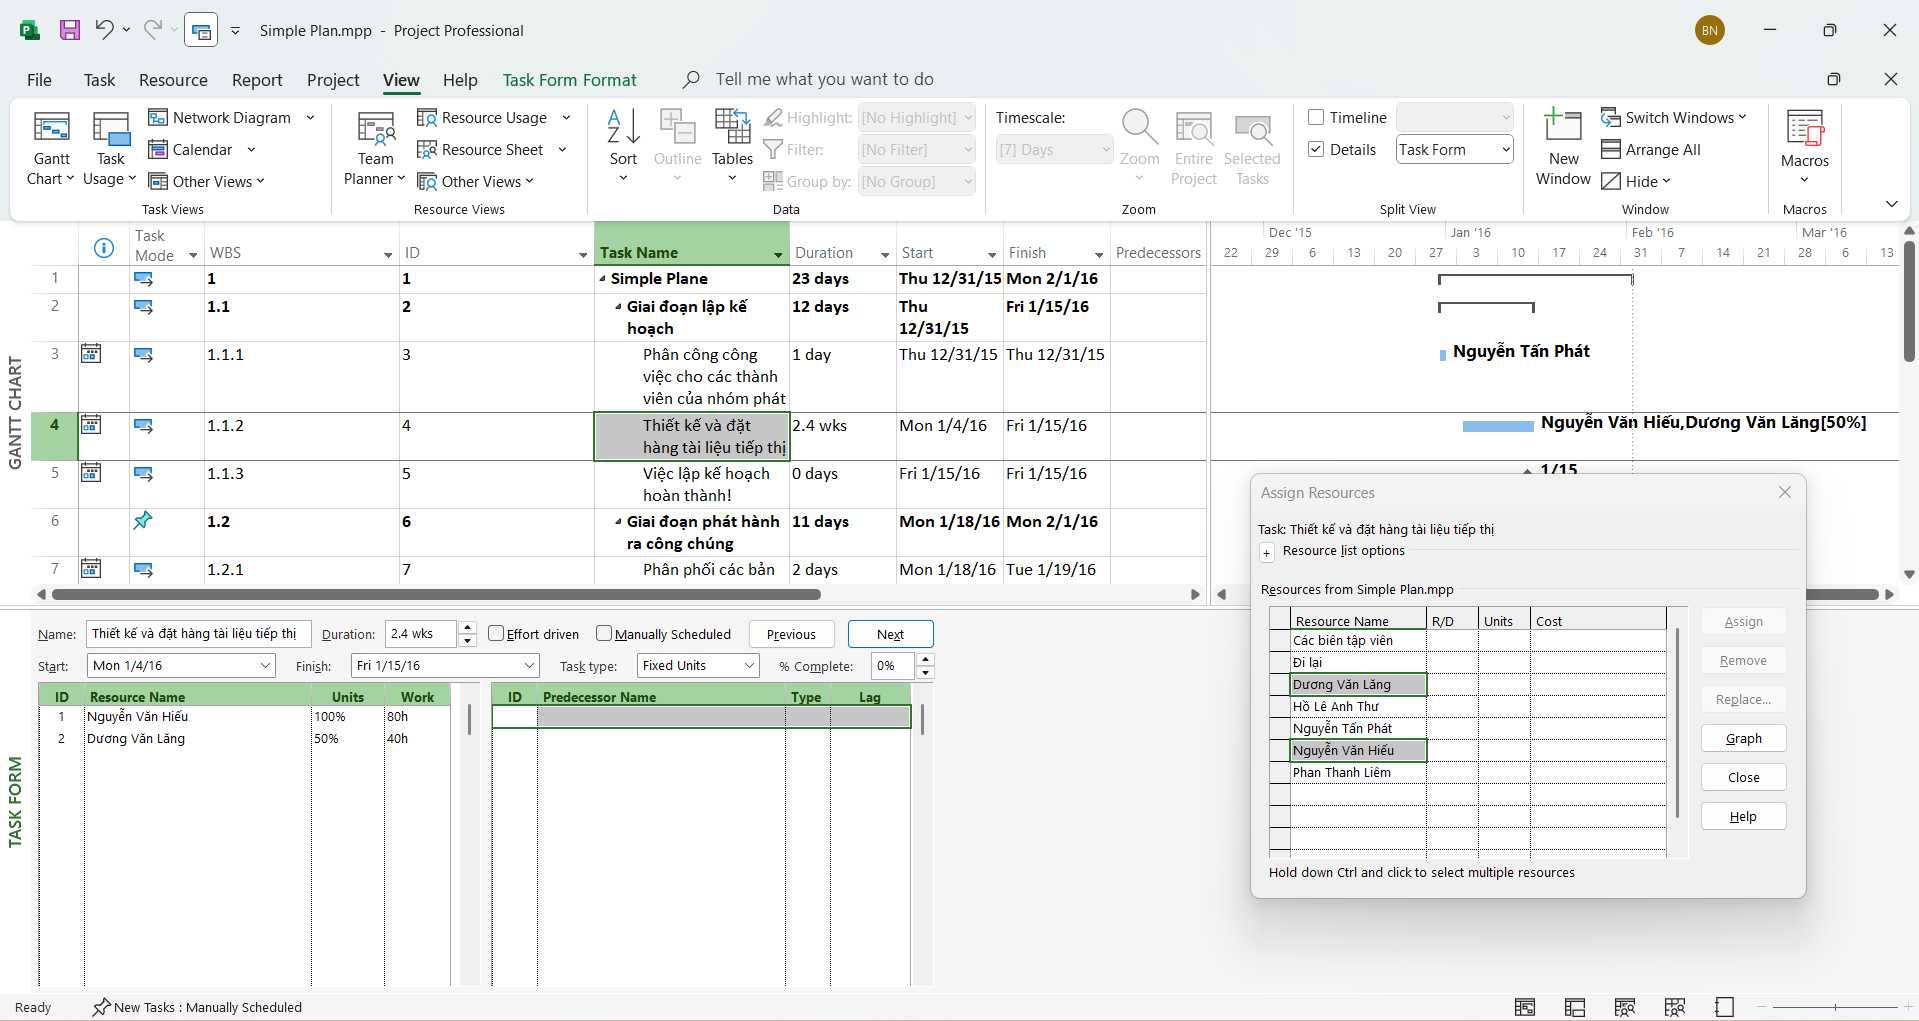 Simple Plan.mpp - Project Professional
BN
File Task Resource Report Project View Help Task Form Format Tell me what you want to do
Gantt Chart
Task Usage
Network Diagram
Calendar
Other Views
Task Views
Team Planner
Resource Usage
Resource Sheet
Other Views
Resource Views
Sort
Outline
Tables
Highlight: [No Highlight]
Filter: [No Filter]
Group by: [No Group]
Data
Timescale:
[7] Days
Zoom
Entire Project
Selected Tasks
Zoom
Timeline
Details Task Form
Split View
New Window
Switch Windows
Arrange All
Hide
Window
Macros
Macros
GANTT CHART
Task Mode WBS ID Task Name Duration Start Finish Predecessors
Dec '15 Jan '16 Feb '16 Mar '16
22 29 6 13 20 27 3 10 17 24 31 7 14 21 28 6 13
1 1 1 Simple Plane 23 days Thu 12/31/15 Mon 2/1/16
2 1.1 2 Giai đoạn lập kế hoạch 12 days Thu 12/31/15 Fri 1/15/16
3 1.1.1 3 Phân công công việc cho các thành viên của nhóm phát 1 day Thu 12/31/15 Thu 12/31/15
Nguyễn Tấn Phát
4 1.1.2 4 Thiết kế và đặt hàng tài liệu tiếp thị 2.4 wks Mon 1/4/16 Fri 1/15/16
Nguyễn Văn Hiếu,Dương Văn Lăng[50%]
5 1.1.3 5 Việc lập kế hoạch hoàn thành! 0 days Fri 1/15/16 Fri 1/15/16
1/15
6 1.2 6 Giai đoạn phát hành ra công chúng 11 days Mon 1/18/16 Mon 2/1/16
7 1.2.1 7 Phân phối các bản 2 days Mon 1/18/16 Tue 1/19/16
TASK FORM
Name: Thiết kế và đặt hàng tài liệu tiếp thị Duration: 2.4 wks Effort driven Manually Scheduled Previous Next
Start: Mon 1/4/16 Finish: Fri 1/15/16 Task type: Fixed Units % Complete: 0%
ID Resource Name Units Work
1 Nguyễn Văn Hiếu 100% 80h
2 Dương Văn Lăng 50% 40h
ID Predecessor Name Type Lag
Assign Resources
Task: Thiết kế và đặt hàng tài liệu tiếp thị
+ Resource list options
Resources from Simple Plan.mpp
Resource Name R/D Units Cost
Các biên tập viên
Đi lại
Dương Văn Lăng
Hồ Lê Anh Thư
Nguyễn Tấn Phát
Nguyễn Văn Hiếu
Phan Thanh Liêm
Assign
Remove
Replace...
Graph
Close
Help
Hold down Ctrl and click to select multiple resources
Ready New Tasks : Manually Scheduled